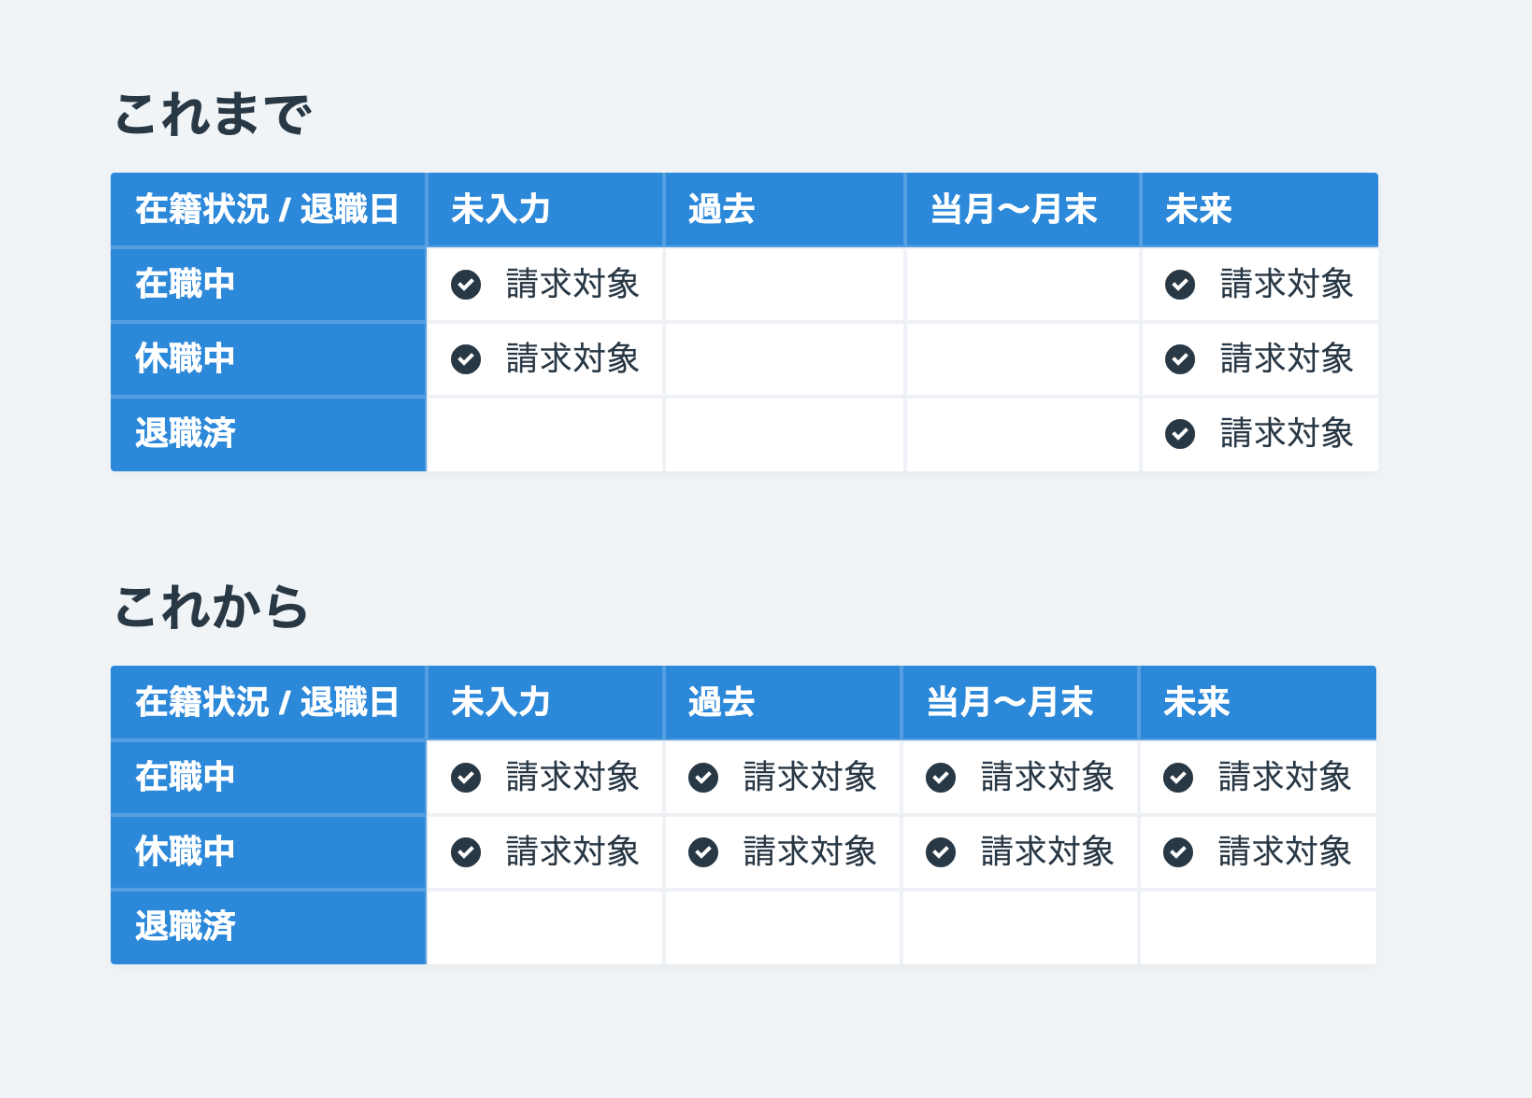 これまで
在籍状況 / 退職日 未入力 過去 当月〜月末 未来
在職中 請求対象 請求対象
休職中 請求対象 請求対象
退職済 請求対象
これから
在籍状況 / 退職日 未入力 過去 当月〜月末 未来
在職中 請求対象 請求対象 請求対象 請求対象
休職中 請求対象 請求対象 請求対象 請求対象
退職済